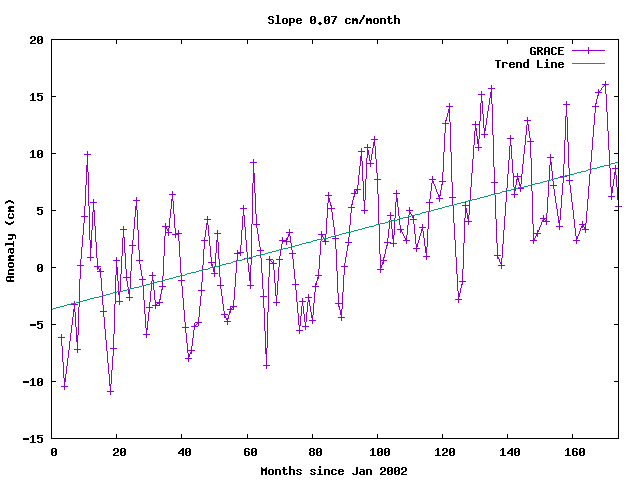 Slope 0.07 cm/month
GRACE
Trend Line
20
15
10
5
0
-5
-10
-15
Anomaly (cm)
0 20 40 60 80 100 120 140 160
Months since Jan 2002